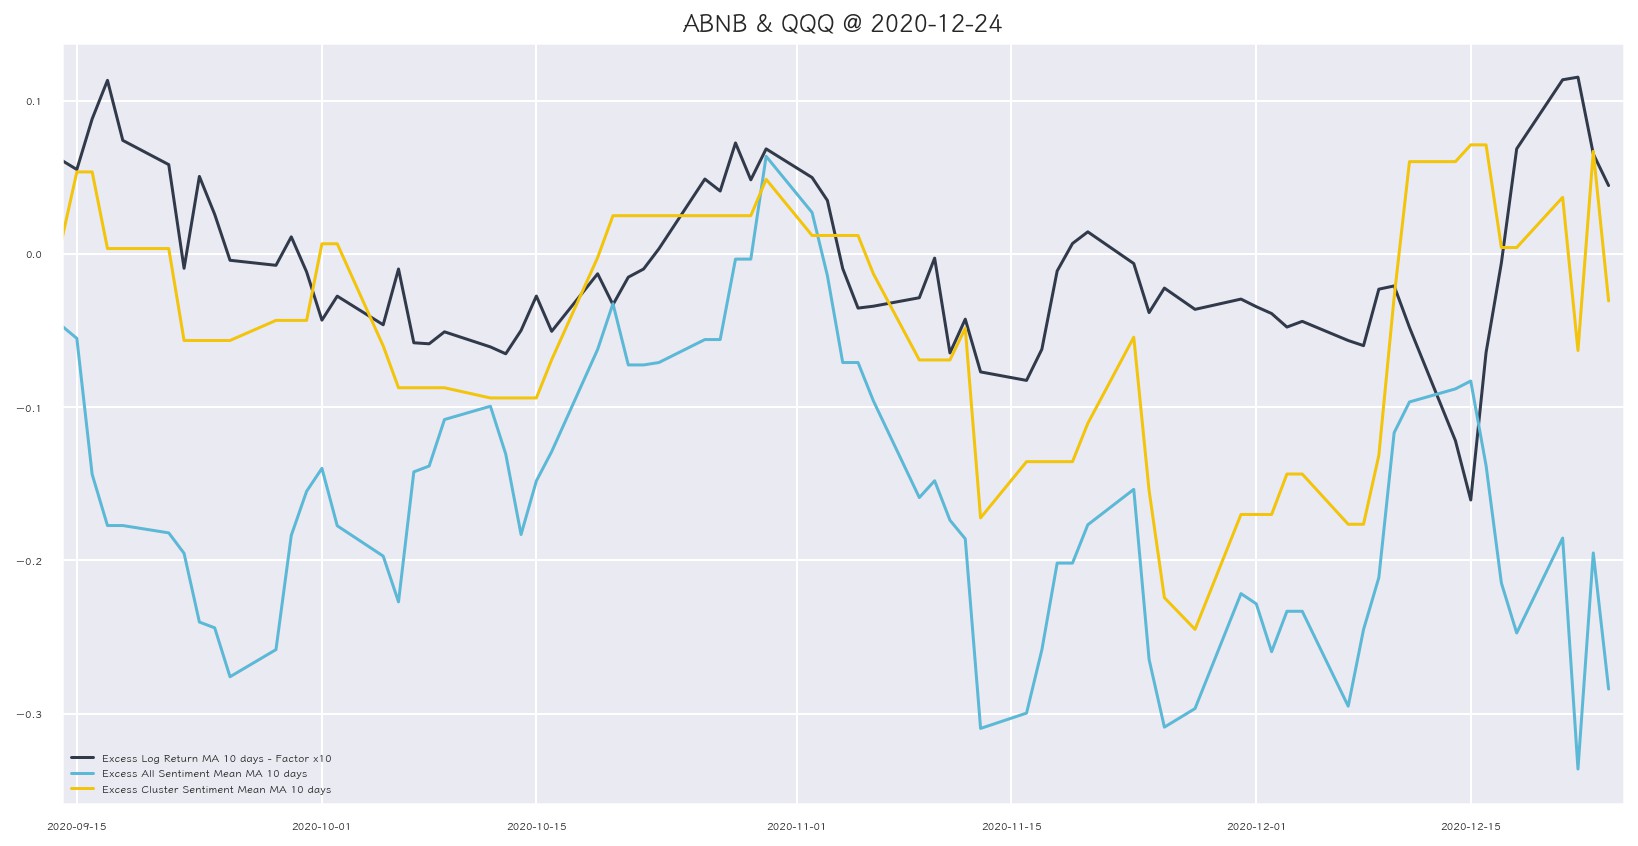 ABNB & QQQ @ 2020-12-24
0.1
0.0
−0.1
−0.2
−0.3
Excess Log Return MA 10 days - Factor x10
Excess All Sentiment Mean MA 10 days
Excess Cluster Sentiment Mean MA 10 days
2020-09-15 2020-10-01 2020-10-15 2020-11-01 2020-11-15 2020-12-01 2020-12-15